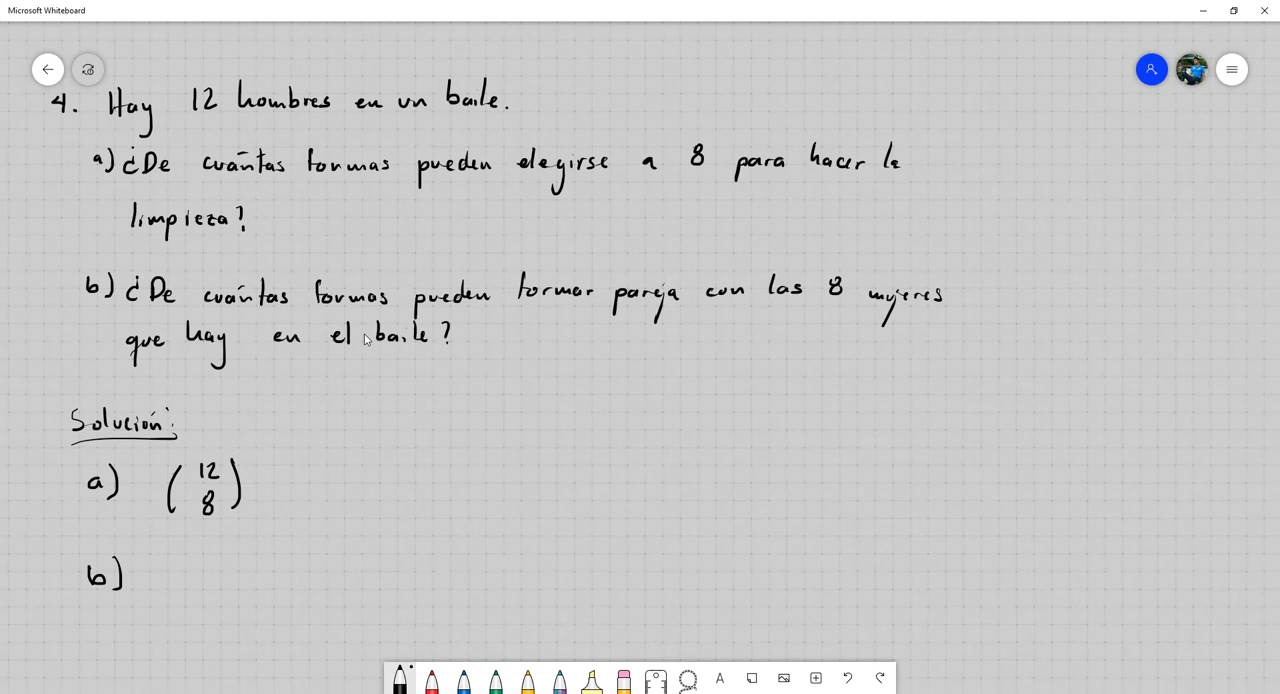 Microsoft Whiteboard
4. Hay 12 hombres en un baile.
a) ¿De cuántas formas pueden elegirse a 8 para hacer la
limpieza?
b) ¿De cuántas formas pueden formar pareja con las 8 mujeres
que hay en el baile?
Solución:
a) (12
8)
b)
A